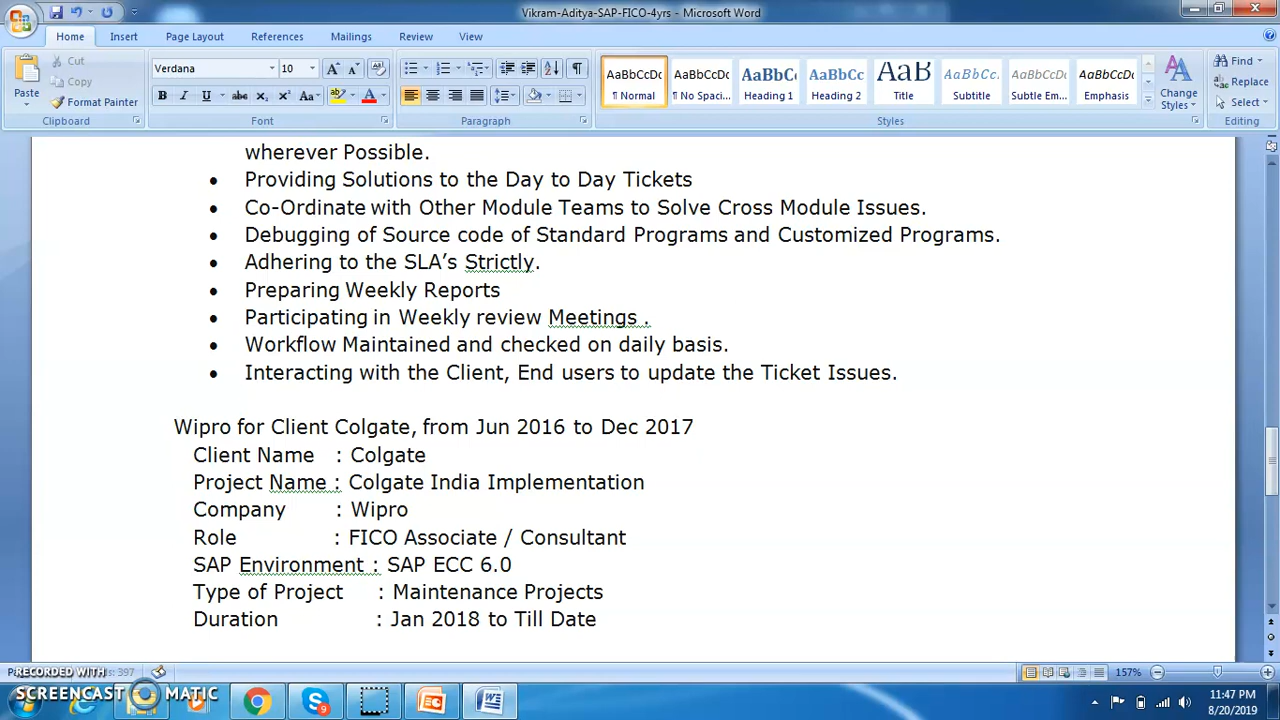 Vikram-Aditya-SAP-FICO-4yrs - Microsoft Word
Home Insert Page Layout References Mailings Review View
Paste
Cut
Copy
Format Painter
Clipboard
Verdana 10
Font
Paragraph
AaBbCcDc AaBbCcDc AaBbC AaBbCc AaB AaBbCc. AaBbCcDc AaBbCcDc
¶ Normal ¶ No Spaci... Heading 1 Heading 2 Title Subtitle Subtle Em... Emphasis
Change Styles
Styles
Find
Replace
Select
Editing
wherever Possible.
• Providing Solutions to the Day to Day Tickets
• Co-Ordinate with Other Module Teams to Solve Cross Module Issues.
• Debugging of Source code of Standard Programs and Customized Programs.
• Adhering to the SLA’s Strictly.
• Preparing Weekly Reports
• Participating in Weekly review Meetings .
• Workflow Maintained and checked on daily basis.
• Interacting with the Client, End users to update the Ticket Issues.
Wipro for Client Colgate, from Jun 2016 to Dec 2017
Client Name : Colgate
Project Name : Colgate India Implementation
Company : Wipro
Role : FICO Associate / Consultant
SAP Environment : SAP ECC 6.0
Type of Project : Maintenance Projects
Duration : Jan 2018 to Till Date
397
157%
RECORDED WITH
SCREENCAST MATIC
11:47 PM
8/20/2019